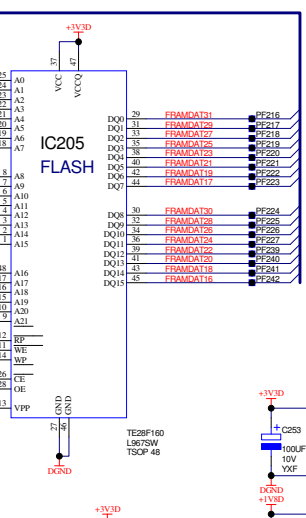 +3V3D
37
47
VCC
VCCQ
25 A0
24 A1
23 A2
22 A3
21 A4
20 A5
19 A6
18 A7
8 A8
7 A9
6 A10
5 A11
4 A12
3 A13
2 A14
1 A15
48 A16
17 A17
16 A18
15 A19
10 A20
9 A21
12 RP
11 WE
14 WP
26 CE
28 OE
13 VPP
IC205
FLASH
DQ0 29 FRAMDAT31 PF216
DQ1 31 FRAMDAT29 PF217
DQ2 33 FRAMDAT27 PF218
DQ3 35 FRAMDAT25 PF219
DQ4 38 FRAMDAT23 PF220
DQ5 40 FRAMDAT21 PF221
DQ6 42 FRAMDAT19 PF222
DQ7 44 FRAMDAT17 PF223
DQ8 30 FRAMDAT30 PF224
DQ9 32 FRAMDAT28 PF225
DQ10 34 FRAMDAT26 PF226
DQ11 36 FRAMDAT24 PF227
DQ12 39 FRAMDAT22 PF239
DQ13 41 FRAMDAT20 PF240
DQ14 43 FRAMDAT18 PF241
DQ15 45 FRAMDAT16 PF242
GND
GND
27
46
DGND
TE28F160
L967SW
TSOP 48
+3V3D
+
C253
100UF
10V
YXF
DGND
+1V8D
+3V3D